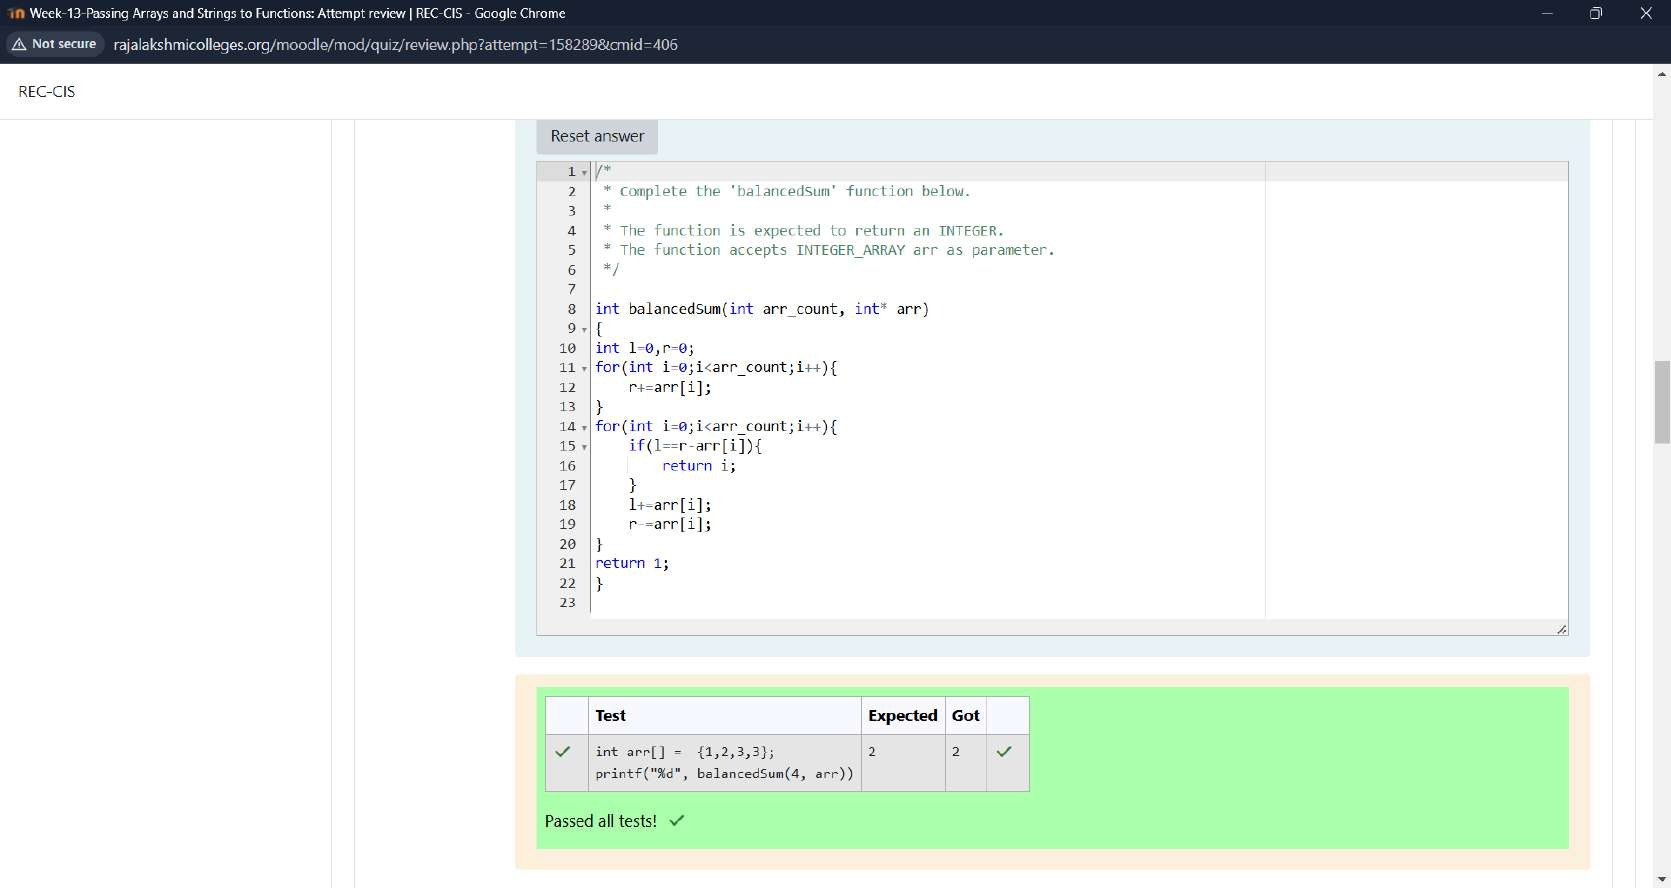 Week-13-Passing Arrays and Strings to Functions: Attempt review | REC-CIS - Google Chrome
Not secure rajalakshmicolleges.org/moodle/mod/quiz/review.php?attempt=158289&cmid=406
REC-CIS
Reset answer
1 /*
2  * Complete the 'balancedSum' function below.
3  *
4  * The function is expected to return an INTEGER.
5  * The function accepts INTEGER_ARRAY arr as parameter.
6  */
7
8 int balancedSum(int arr_count, int* arr)
9 {
10 int l=0,r=0;
11 for(int i=0;i<arr_count;i++){
12     r+=arr[i];
13 }
14 for(int i=0;i<arr_count;i++){
15     if(l==r-arr[i]){
16         return i;
17     }
18     l+=arr[i];
19     r-=arr[i];
20 }
21 return 1;
22 }
23
Test Expected Got
int arr[] = {1,2,3,3}; 2 2
printf("%d", balancedSum(4, arr))
Passed all tests!